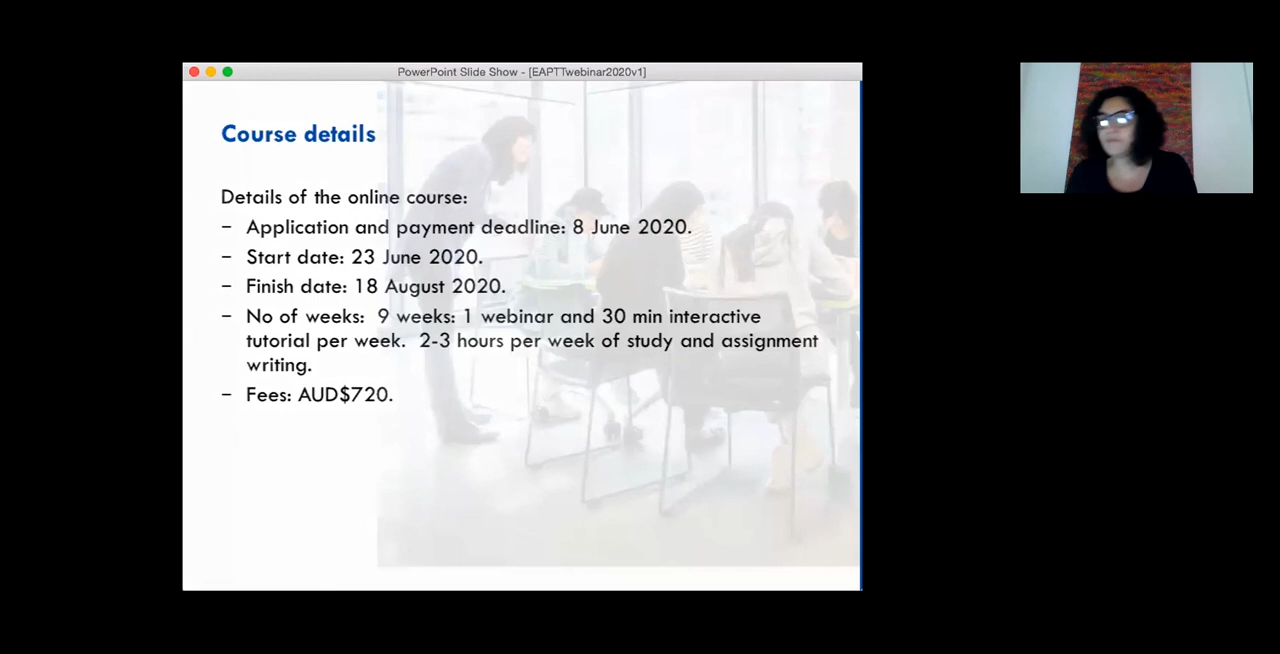 PowerPoint Slide Show - [EAPTTwebinar2020v1]
Course details
Details of the online course:
– Application and payment deadline: 8 June 2020.
– Start date: 23 June 2020.
– Finish date: 18 August 2020.
– No of weeks:  9 weeks: 1 webinar and 30 min interactive
tutorial per week.  2-3 hours per week of study and assignment
writing.
– Fees: AUD$720.